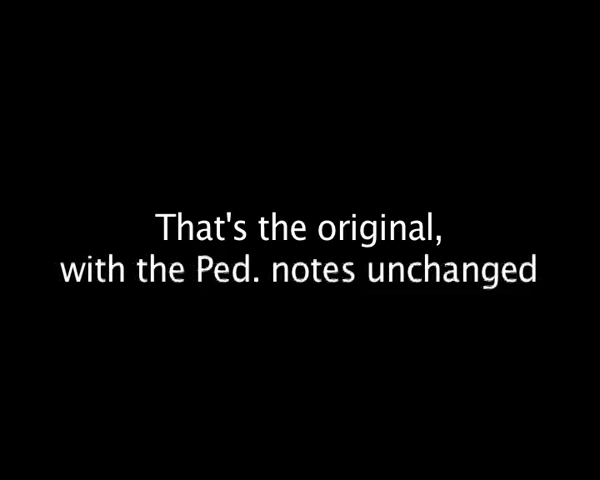 That's the original,
with the Ped. notes unchanged